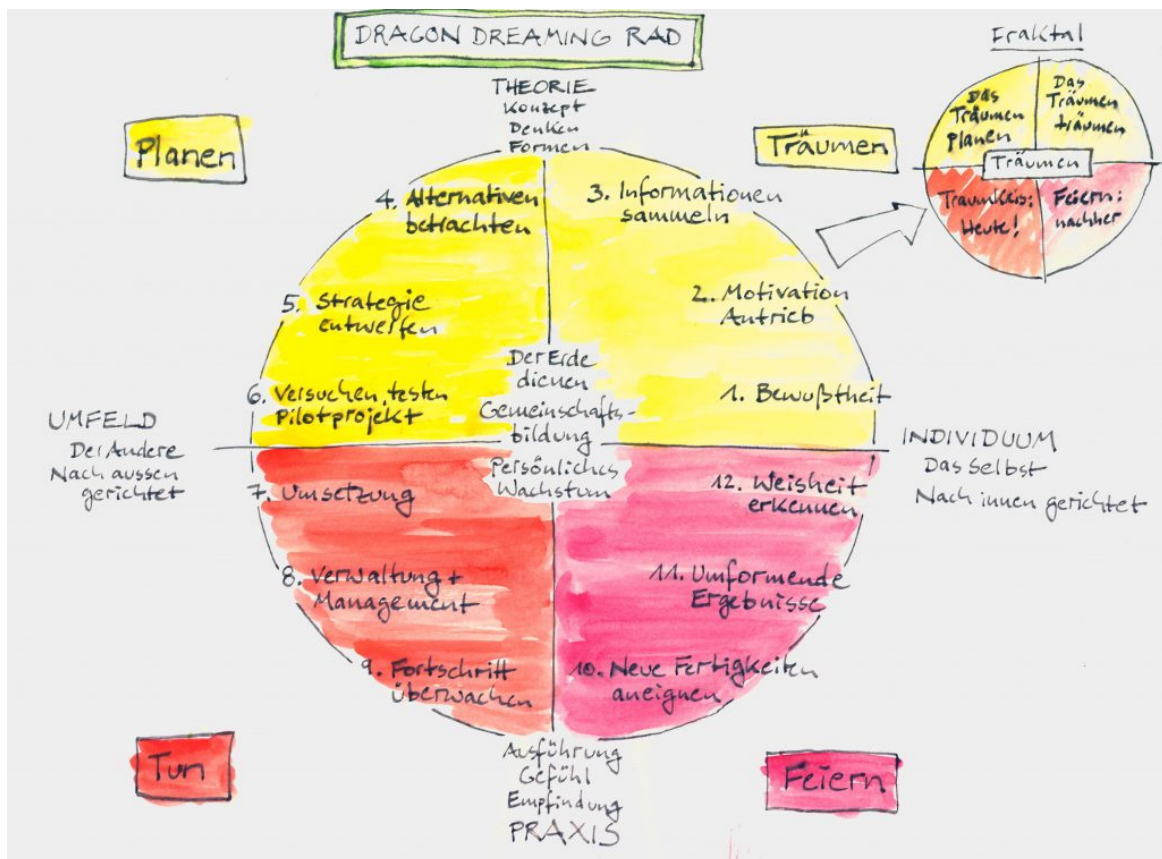 DRAGON DREAMING RAD
Fraktal
Das
Träumen
Planen
Das
Träumen
träumen
Träumen
Traumkreis:
Heute!
Feiern:
nachher
THEORIE
Konzept
Denken
Formen
Planen
Träumen
4. Alternativen
betrachten
3. Informationen
sammeln
5. Strategie
entwerfen
2. Motivation
Antrieb
6. Versuchen, testen
Pilotprojekt
1. Bewußtheit
Der Erde
dienen
Gemeinschafts-
bildung
Persönliches
Wachstum
UMFELD
Der Andere
Nach aussen
gerichtet
INDIVIDUUM
Das Selbst
Nach innen gerichtet
7. Umsetzung
12. Weisheit
erkennen
8. Verwaltung +
Management
11. Umformende
Ergebnisse
9. Fortschritt
überwachen
10. Neue Fertigkeiten
aneignen
Tun
Feiern
Ausführung
Gefühl
Empfindung
PRAXIS